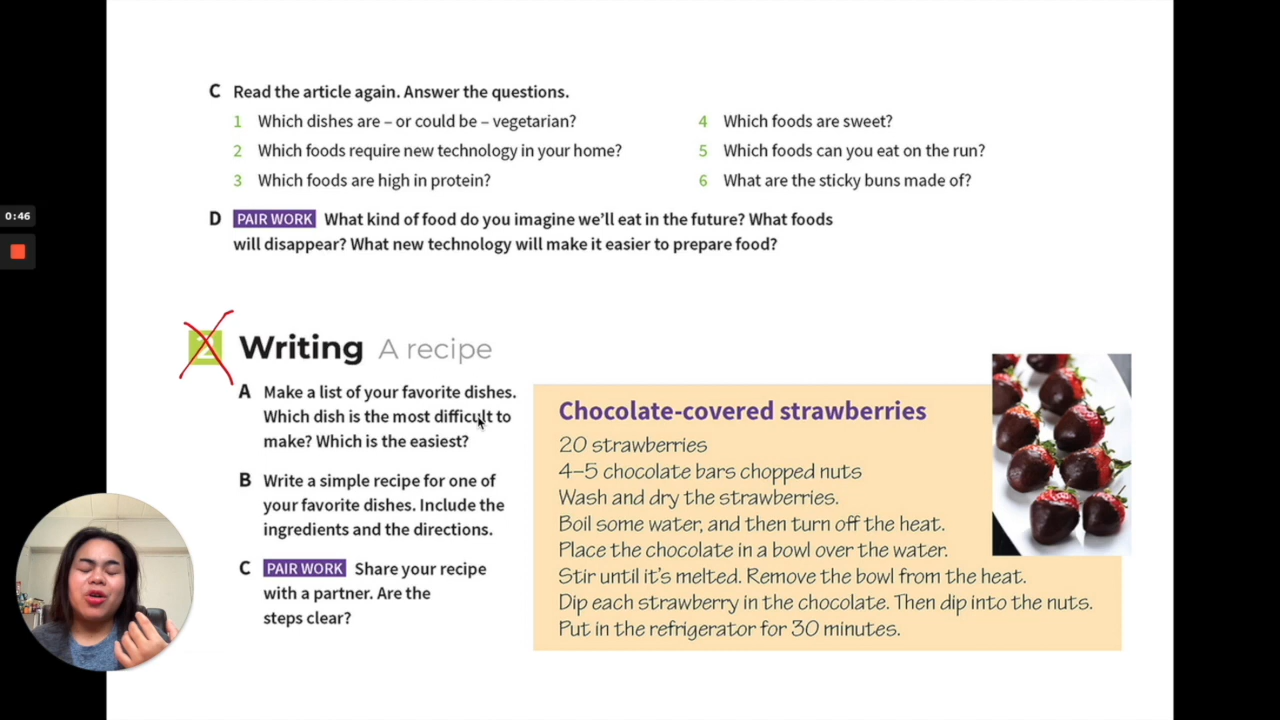 C Read the article again. Answer the questions.
1 Which dishes are – or could be – vegetarian?
2 Which foods require new technology in your home?
3 Which foods are high in protein?
4 Which foods are sweet?
5 Which foods can you eat on the run?
6 What are the sticky buns made of?
0:46
D PAIR WORK What kind of food do you imagine we'll eat in the future? What foods
will disappear? What new technology will make it easier to prepare food?
2 Writing A recipe
A Make a list of your favorite dishes.
Which dish is the most difficult to
make? Which is the easiest?
B Write a simple recipe for one of
your favorite dishes. Include the
ingredients and the directions.
C PAIR WORK Share your recipe
with a partner. Are the
steps clear?
Chocolate-covered strawberries
20 strawberries
4–5 chocolate bars chopped nuts
Wash and dry the strawberries.
Boil some water, and then turn off the heat.
Place the chocolate in a bowl over the water.
Stir until it's melted. Remove the bowl from the heat.
Dip each strawberry in the chocolate. Then dip into the nuts.
Put in the refrigerator for 30 minutes.